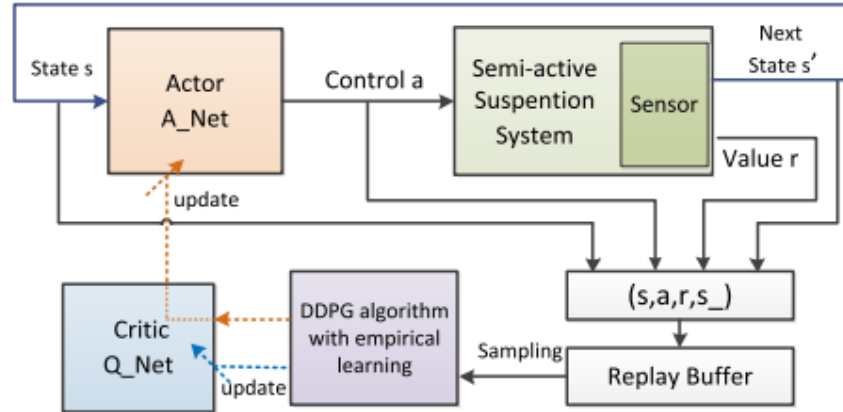 Next
State s
State s'
Actor
A_Net
Control a
Semi-active
Suspention
System
Sensor
Value r
update
(s,a,r,s_)
DDPG algorithm
with empirical
learning
Critic
Q_Net
Sampling
Replay Buffer
update